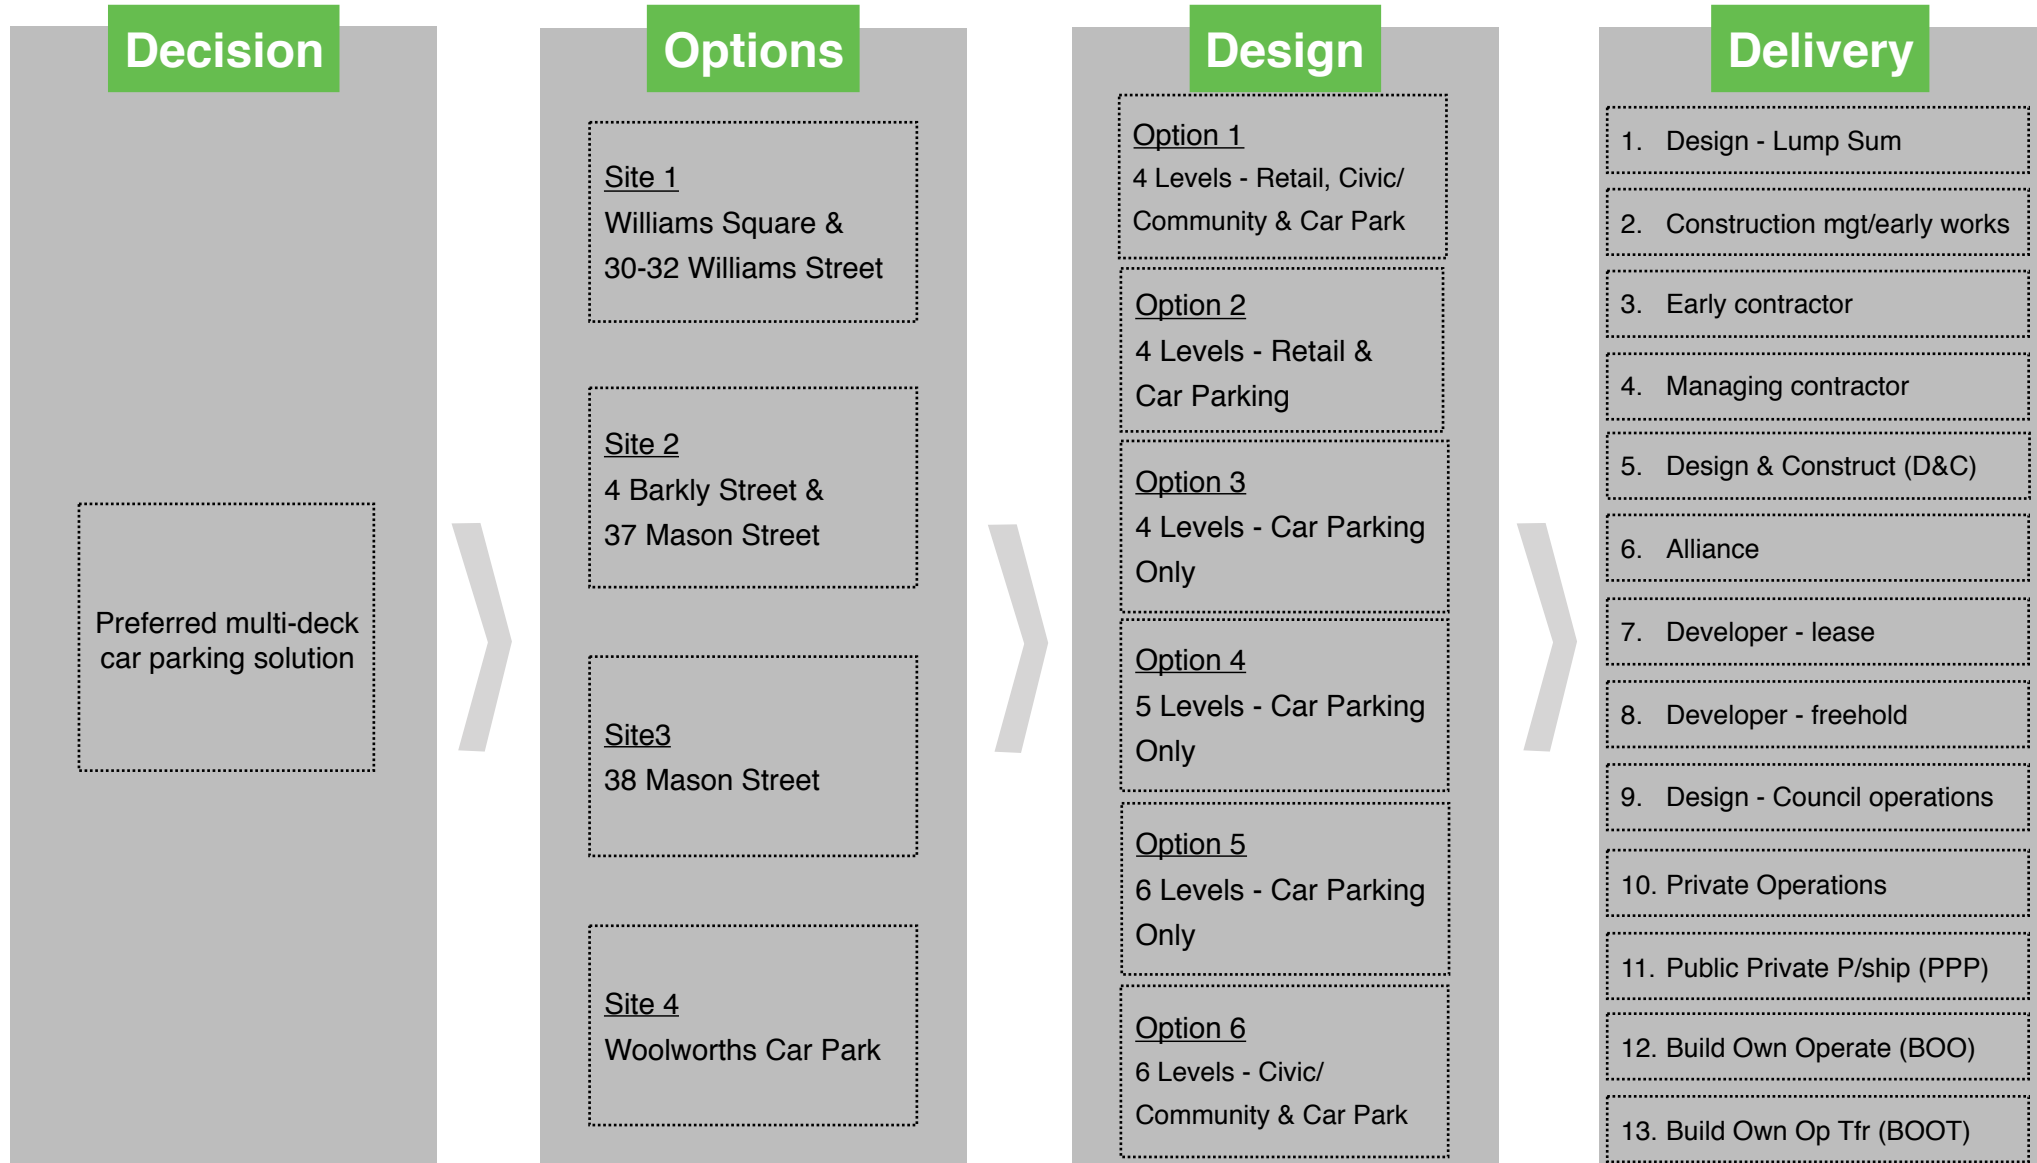 Decision
Preferred multi-deck
car parking solution
Options
Site 1
Williams Square &
30-32 Williams Street
Site 2
4 Barkly Street &
37 Mason Street
Site3
38 Mason Street
Site 4
Woolworths Car Park
Design
Option 1
4 Levels - Retail, Civic/
Community & Car Park
Option 2
4 Levels - Retail &
Car Parking
Option 3
4 Levels - Car Parking
Only
Option 4
5 Levels - Car Parking
Only
Option 5
6 Levels - Car Parking
Only
Option 6
6 Levels - Civic/
Community & Car Park
Delivery
1. Design - Lump Sum
2. Construction mgt/early works
3. Early contractor
4. Managing contractor
5. Design & Construct (D&C)
6. Alliance
7. Developer - lease
8. Developer - freehold
9. Design - Council operations
10. Private Operations
11. Public Private P/ship (PPP)
12. Build Own Operate (BOO)
13. Build Own Op Tfr (BOOT)